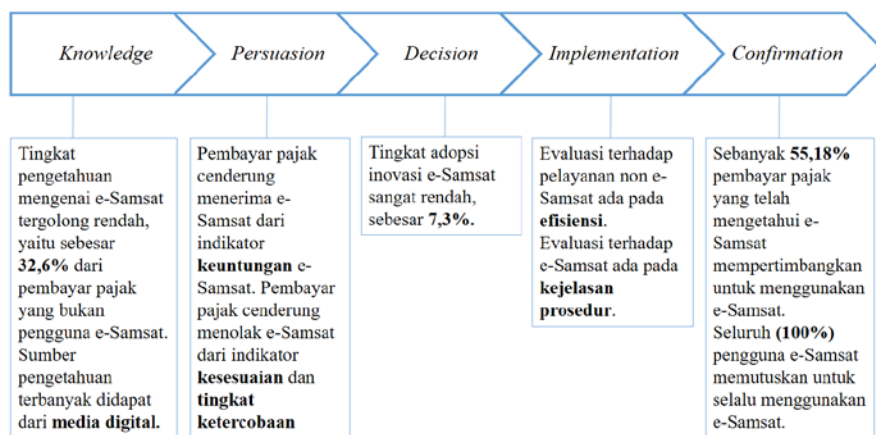 Knowledge
Persuasion
Decision
Implementation
Confirmation
Tingkat
pengetahuan
mengenai e-Samsat
tergolong rendah,
yaitu sebesar
32,6% dari
pembayar pajak
yang bukan
pengguna e-Samsat.
Sumber
pengetahuan
terbanyak didapat
dari media digital.
Pembayar pajak
cenderung
menerima e-
Samsat dari
indikator
keuntungan e-
Samsat. Pembayar
pajak cenderung
menolak e-Samsat
dari indikator
kesesuaian dan
tingkat
ketercobaan
Tingkat adopsi
inovasi e-Samsat
sangat rendah,
sebesar 7,3%.
Evaluasi terhadap
pelayanan non e-
Samsat ada pada
efisiensi.
Evaluasi terhadap
e-Samsat ada pada
kejelasan
prosedur.
Sebanyak 55,18%
pembayar pajak
yang telah
mengetahui e-
Samsat
mempertimbangkan
untuk menggunakan
e-Samsat.
Seluruh (100%)
pengguna e-Samsat
memutuskan untuk
selalu menggunakan
e-Samsat.